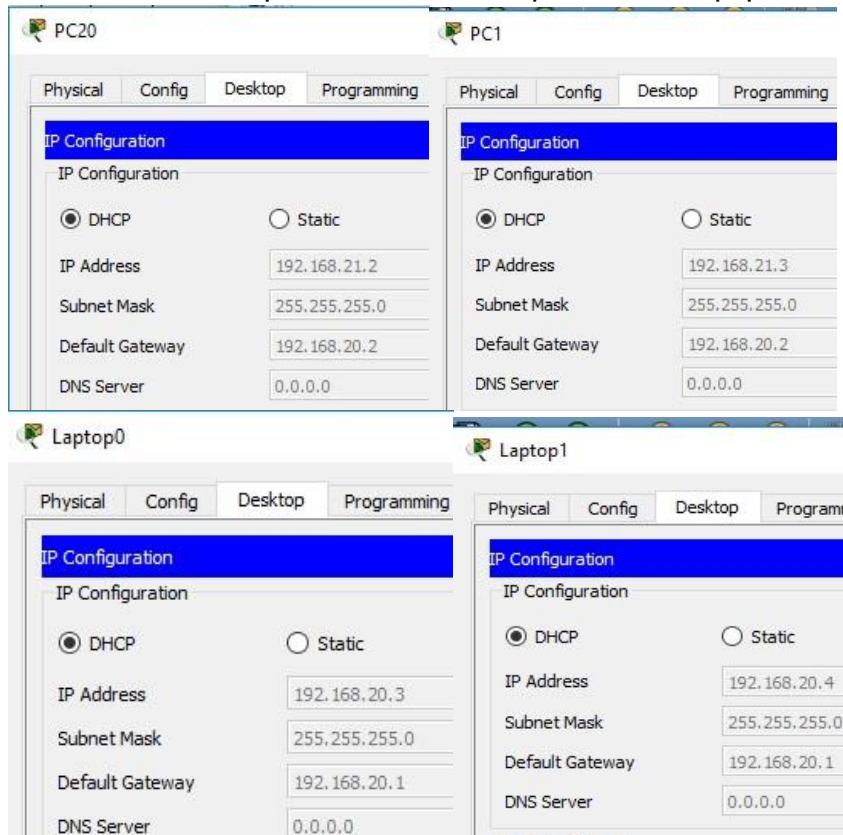 PC20
Physical Config Desktop Programming
IP Configuration
IP Configuration
DHCP Static
IP Address 192.168.21.2
Subnet Mask 255.255.255.0
Default Gateway 192.168.20.2
DNS Server 0.0.0.0
PC1
Physical Config Desktop Programming
IP Configuration
IP Configuration
DHCP Static
IP Address 192.168.21.3
Subnet Mask 255.255.255.0
Default Gateway 192.168.20.2
DNS Server 0.0.0.0
Laptop0
Physical Config Desktop Programming
IP Configuration
IP Configuration
DHCP Static
IP Address 192.168.20.3
Subnet Mask 255.255.255.0
Default Gateway 192.168.20.1
DNS Server 0.0.0.0
Laptop1
Physical Config Desktop Program
IP Configuration
IP Configuration
DHCP Static
IP Address 192.168.20.4
Subnet Mask 255.255.255.0
Default Gateway 192.168.20.1
DNS Server 0.0.0.0